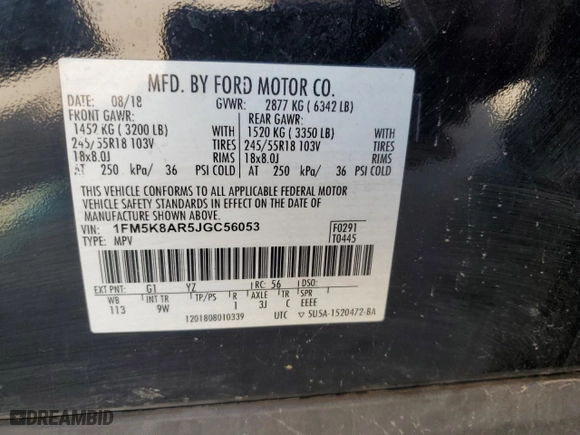 MFD. BY FORD MOTOR CO.
DATE: 08/18 GVWR: 2877 KG ( 6342 LB)
FRONT GAWR: REAR GAWR:
1452 KG ( 3200 LB) WITH 1520 KG ( 3350 LB) WITH
245/55R18 103V TIRES 245/55R18 103V TIRES
18x8.0J RIMS 18x8.0J RIMS
AT 250 kPa/ 36 PSI COLD AT 250 kPa/ 36 PSI COLD
THIS VEHICLE CONFORMS TO ALL APPLICABLE FEDERAL MOTOR
VEHICLE SAFETY AND THEFT PREVENTION STANDARDS IN EFFECT ON THE DATE
OF MANUFACTURE SHOWN ABOVE.
VIN: 1FM5K8AR5JGC56053 F0291
TYPE: MPV T0445
EXT PNT: G1 YZ RC: 56 DSO:
WB INT TR TP/PS R AXLE TR SPR
113 9W 1 3J C EEEE
1201808010339 UTC ▽ 5U5A-1520472-BA
DREAMBID